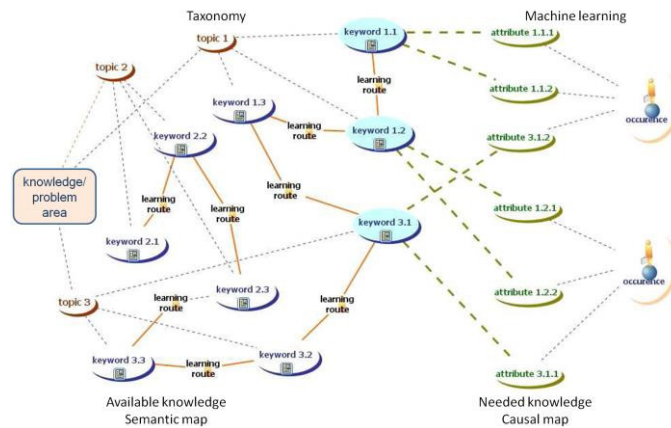 Taxonomy
Machine learning
topic 1
keyword 1.1
attribute 1.1.1
topic 2
learning
route
attribute 1.1.2
occurence
keyword 1.3
keyword 2.2
learning
route
keyword 1.2
attribute 3.1.2
knowledge/
problem
area
learning
route
learning
route
learning
route
attribute 1.2.1
keyword 3.1
keyword 2.1
occurence
topic 3
learning
route
keyword 2.3
learning
route
attribute 1.2.2
keyword 3.3
learning
route
keyword 3.2
attribute 3.1.1
Available knowledge
Semantic map
Needed knowledge
Causal map